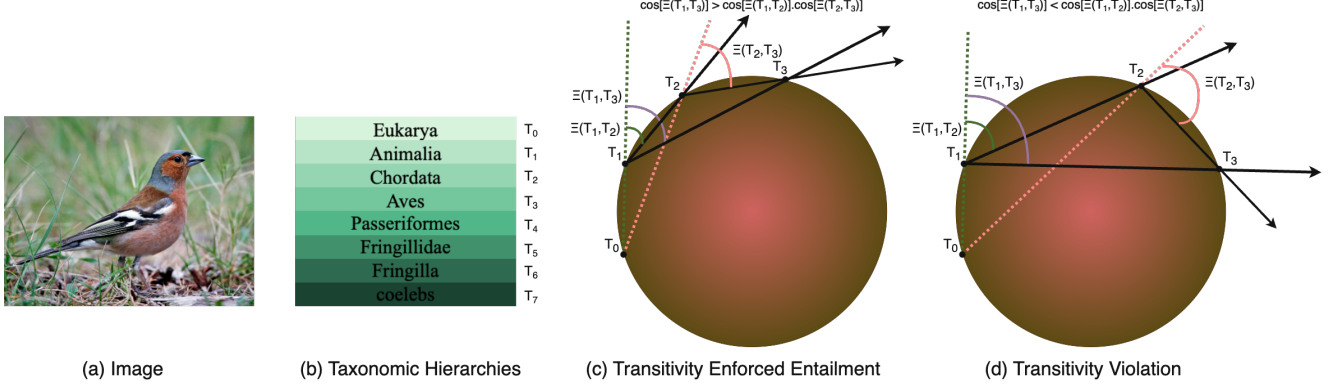 Eukarya T₀
Animalia T₁
Chordata T₂
Aves T₃
Passeriformes T₄
Fringillidae T₅
Fringilla T₆
coelebs T₇
cos[Ξ(T₁,T₃)] > cos[Ξ(T₁,T₂)].cos[Ξ(T₂,T₃)]
Ξ(T₂,T₃)
T₃
T₂
Ξ(T₁,T₃)
Ξ(T₁,T₂)
T₁
T₀
cos[Ξ(T₁,T₃)] < cos[Ξ(T₁,T₂)].cos[Ξ(T₂,T₃)]
T₂
Ξ(T₁,T₃)
Ξ(T₂,T₃)
Ξ(T₁,T₂)
T₁
T₃
T₀
(a) Image
(b) Taxonomic Hierarchies
(c) Transitivity Enforced Entailment
(d) Transitivity Violation